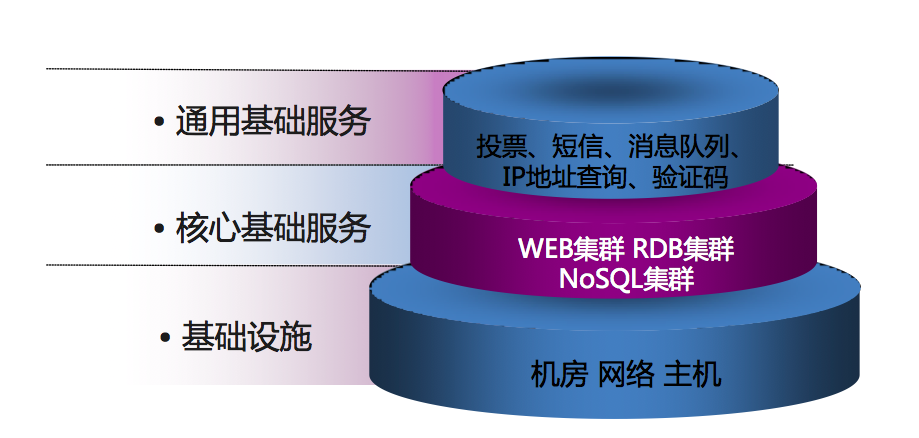 • 通用基础服务
投票、短信、消息队列、
IP地址查询、验证码
• 核心基础服务
WEB集群 RDB集群
NoSQL集群
• 基础设施
机房 网络 主机